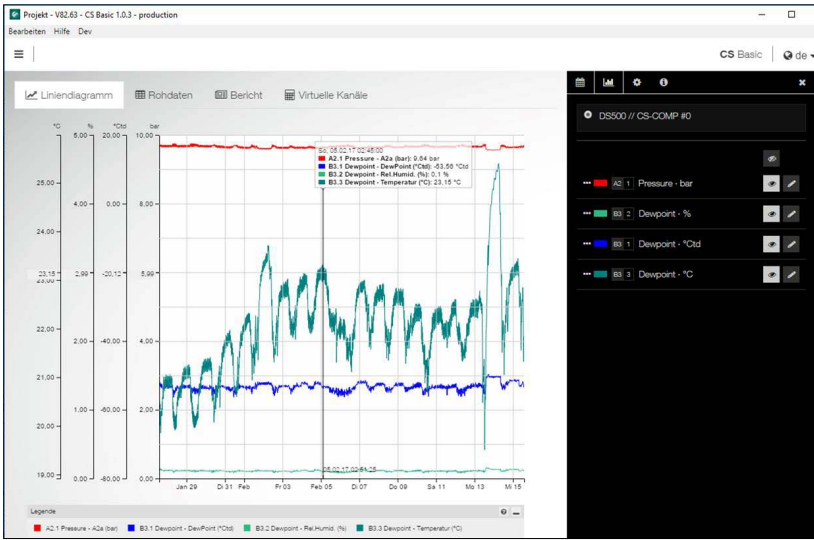 Projekt - V82.63 - CS Basic 1.0.3 - production
Bearbeiten Hilfe Dev
CS Basic de
Liniendiagramm Rohdaten Bericht Virtuelle Kanäle
DS500 // CS-COMP #0
A2 1 Pressure - bar
B3 2 Dewpoint - %
B3 1 Dewpoint - °Ctd
B3 3 Dewpoint - °C
°C % °Ctd bar
5,00 20.00 10,00
So, 05.02.17 02:45:00
A2.1 Pressure - A2a (bar): 9,64 bar
B3.1 Dewpoint - DewPoint (°Ctd): -53,56 °Ctd
B3.2 Dewpoint - Rel.Humid. (%): 0,1 %
B3.3 Dewpoint - Temperatur (°C): 23,15 °C
25,00
4,00 0.00 8,00
24,00
23,15 2,99 -20,12 5,99
23,00
22,00
2,00 -40.00 4,00
21,00
1,00 -60.00 2,00
20,00
19,00 0,00 -80.00 0,00
05.02.17 02:51:25
Jan 29 Di 31 Feb Fr 03 Feb 05 Di 07 Do 09 Sa 11 Mo 13 Mi 15
Legende
A2.1 Pressure - A2a (bar) B3.1 Dewpoint - DewPoint (°Ctd) B3.2 Dewpoint - Rel.Humid. (%) B3.3 Dewpoint - Temperatur (°C)